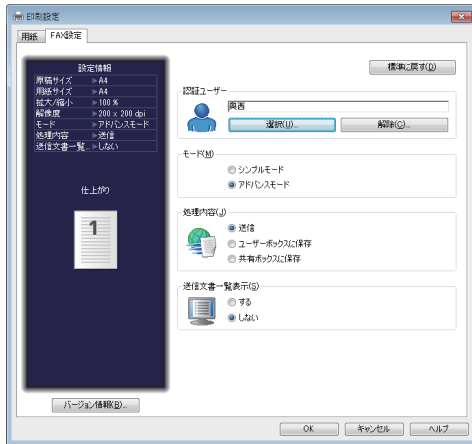 印刷設定
用紙 FAX設定
設定情報
原稿サイズ ▶A4
用紙サイズ ▶A4
拡大/縮小 ▶100 %
解像度 ▶200 x 200 dpi
モード ▶アドバンスモード
処理内容 ▶送信
送信文書一覧... ▶しない
仕上がり
1
バージョン情報(B)...
標準に戻す(D)
認証ユーザー
奥西
選択(U)... 解除(C)...
モード(M)
シンプルモード
アドバンスモード
処理内容(J)
送信
ユーザーボックスに保存
共有ボックスに保存
送信文書一覧表示(S)
する
しない
OK キャンセル ヘルプ